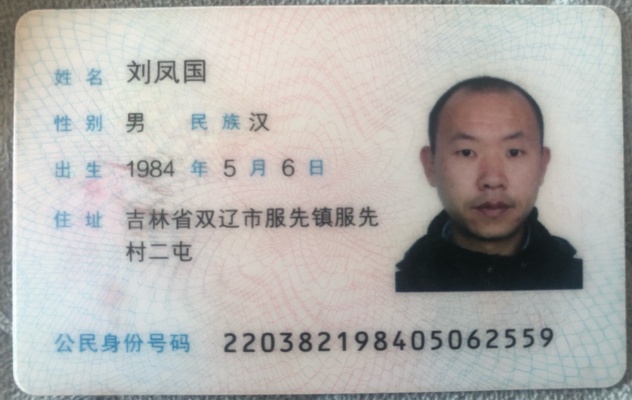 姓名 刘凤国
性别 男 民族 汉
出生 1984 年 5 月 6 日
住址 吉林省双辽市服先镇服先
村二屯
公民身份号码 220382198405062559